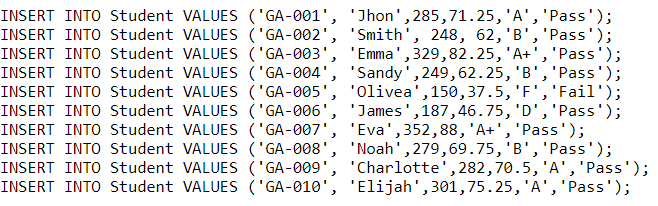 INSERT INTO Student VALUES ('GA-001', 'Jhon',285,71.25,'A','Pass');
INSERT INTO Student VALUES ('GA-002', 'Smith', 248, 62,'B','Pass');
INSERT INTO Student VALUES ('GA-003', 'Emma',329,82.25,'A+','Pass');
INSERT INTO Student VALUES ('GA-004', 'Sandy',249,62.25,'B','Pass');
INSERT INTO Student VALUES ('GA-005', 'Olivea',150,37.5,'F','Fail');
INSERT INTO Student VALUES ('GA-006', 'James',187,46.75,'D','Pass');
INSERT INTO Student VALUES ('GA-007', 'Eva',352,88,'A+','Pass');
INSERT INTO Student VALUES ('GA-008', 'Noah',279,69.75,'B','Pass');
INSERT INTO Student VALUES ('GA-009', 'Charlotte',282,70.5,'A','Pass');
INSERT INTO Student VALUES ('GA-010', 'Elijah',301,75.25,'A','Pass');